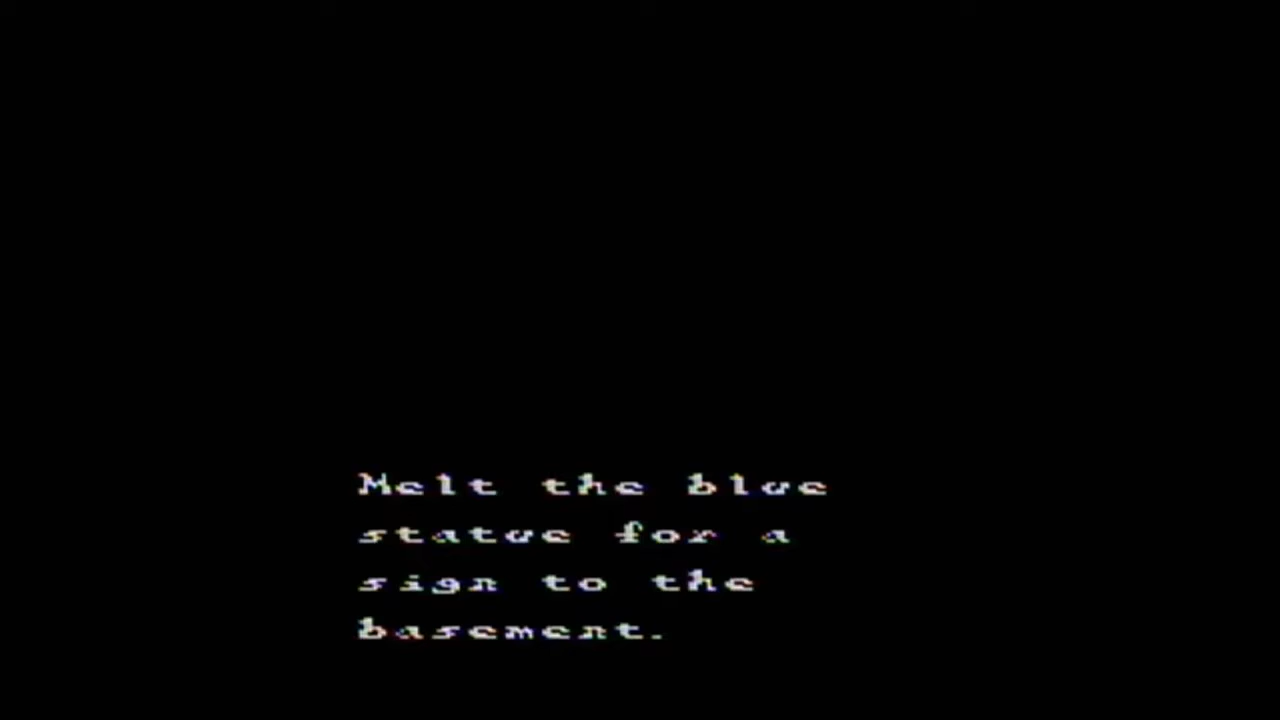 Melt the blue
statue for a
sign to the
basement.